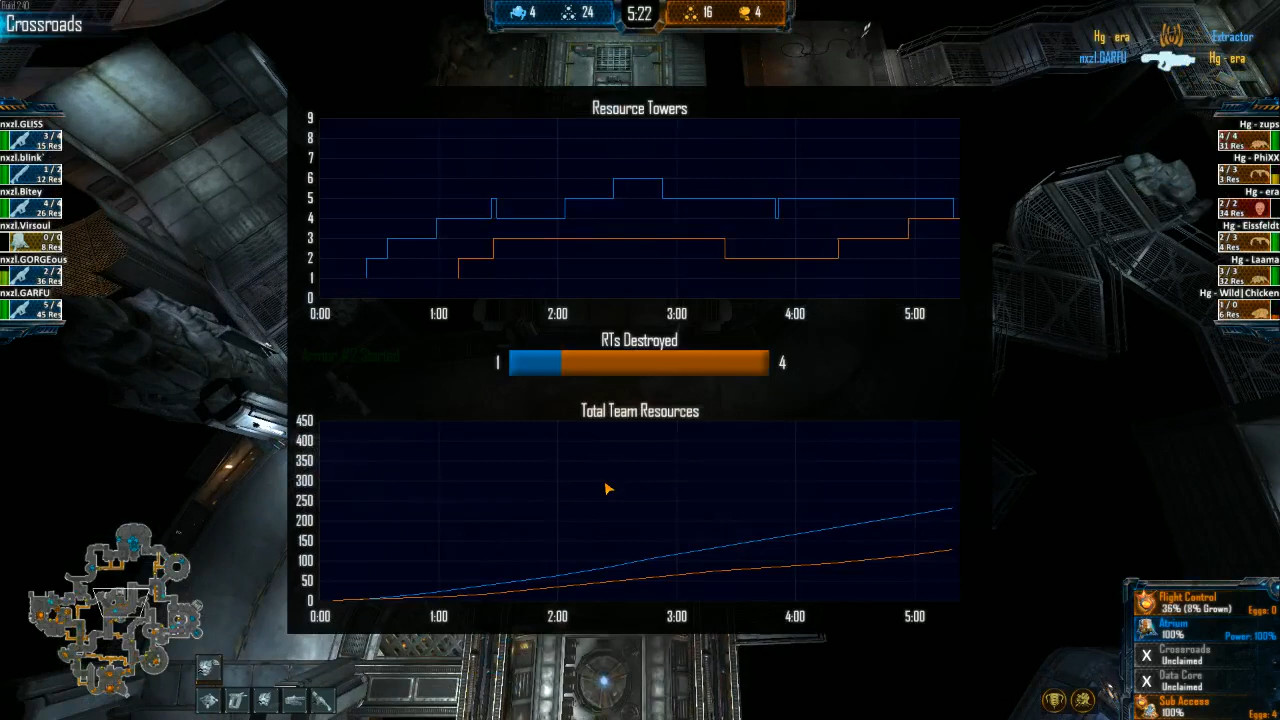 Build 240
Crossroads
4 24 5:22 16 4
Hg - era Extractor
nxzl.GARFU Hg - era
nxzl.GLISS
3 / 4
15 Res
nxzl.blink`
1 / 2
12 Res
nxzl.Bitey
4 / 4
26 Res
nxzl.Virsoul
0 / 0
8 Res
nxzl.GORGEous
2 / 2
36 Res
nxzl.GARFU
5 / 4
45 Res
Resource Towers
9
8
7
6
5
4
3
2
1
0
0:00 1:00 2:00 3:00 4:00 5:00
RTs Destroyed
1 4
Total Team Resources
450
400
350
300
250
200
150
100
50
0
0:00 1:00 2:00 3:00 4:00 5:00
Hg - zups
4 / 4
31 Res
Hg - PhiXX
4 / 3
3 Res
Hg - era
2 / 2
34 Res
Hg - Eissfeldt
2 / 3
4 Res
Hg - Laama
3 / 3
32 Res
Hg - Wild|Chicken
1 / 0
6 Res
Flight Control
36% (8% Grown) Eggs: 0
Atrium
100% Power: 100%
X Crossroads
Unclaimed
X Data Core
Unclaimed
Sub Access
100% Eggs: 4